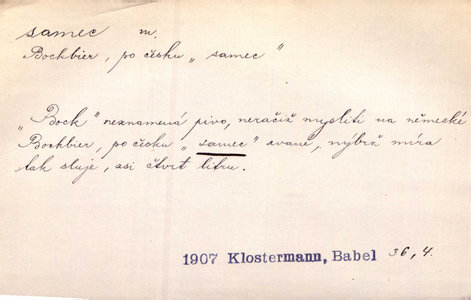 samec m.
Bockbier, po česku „samec“
„Bock“ neznamená pivo, neračiž mysliti na německé
Bockbier, po česku „samec“ zvané, nýbrž míra
tak sluje, asi čtvrt litru.
1907 Klostermann, Babel 36, 4.